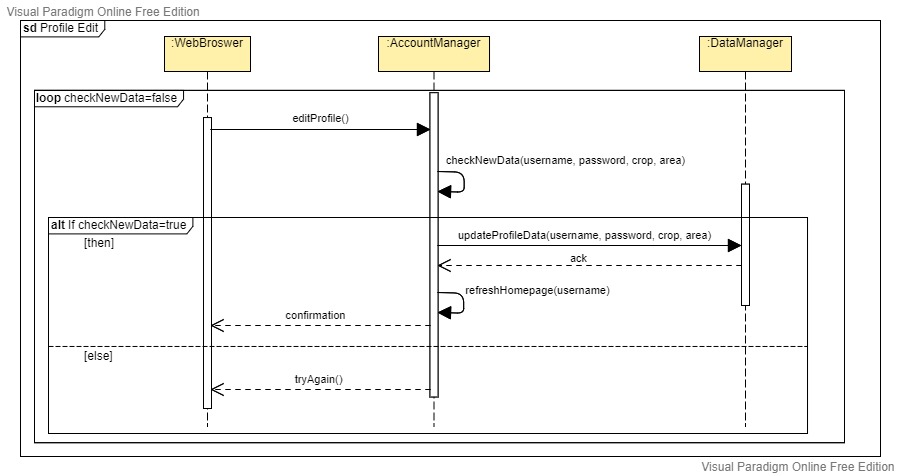 Visual Paradigm Online Free Edition
sd Profile Edit
:WebBroswer
:AccountManager
:DataManager
loop checkNewData=false
editProfile()
checkNewData(username, password, crop, area)
alt If checkNewData=true
[then]
updateProfileData(username, password, crop, area)
ack
refreshHomepage(username)
confirmation
[else]
tryAgain()
Visual Paradigm Online Free Edition